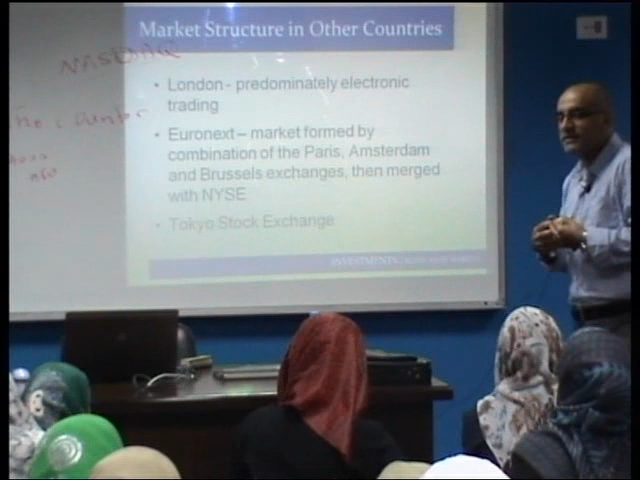 Market Structure in Other Countries
NASDAQ
• London - predominately electronic
trading
• Euronext – market formed by
combination of the Paris, Amsterdam
and Brussels exchanges, then merged
with NYSE
• Tokyo Stock Exchange
INVESTMENTS